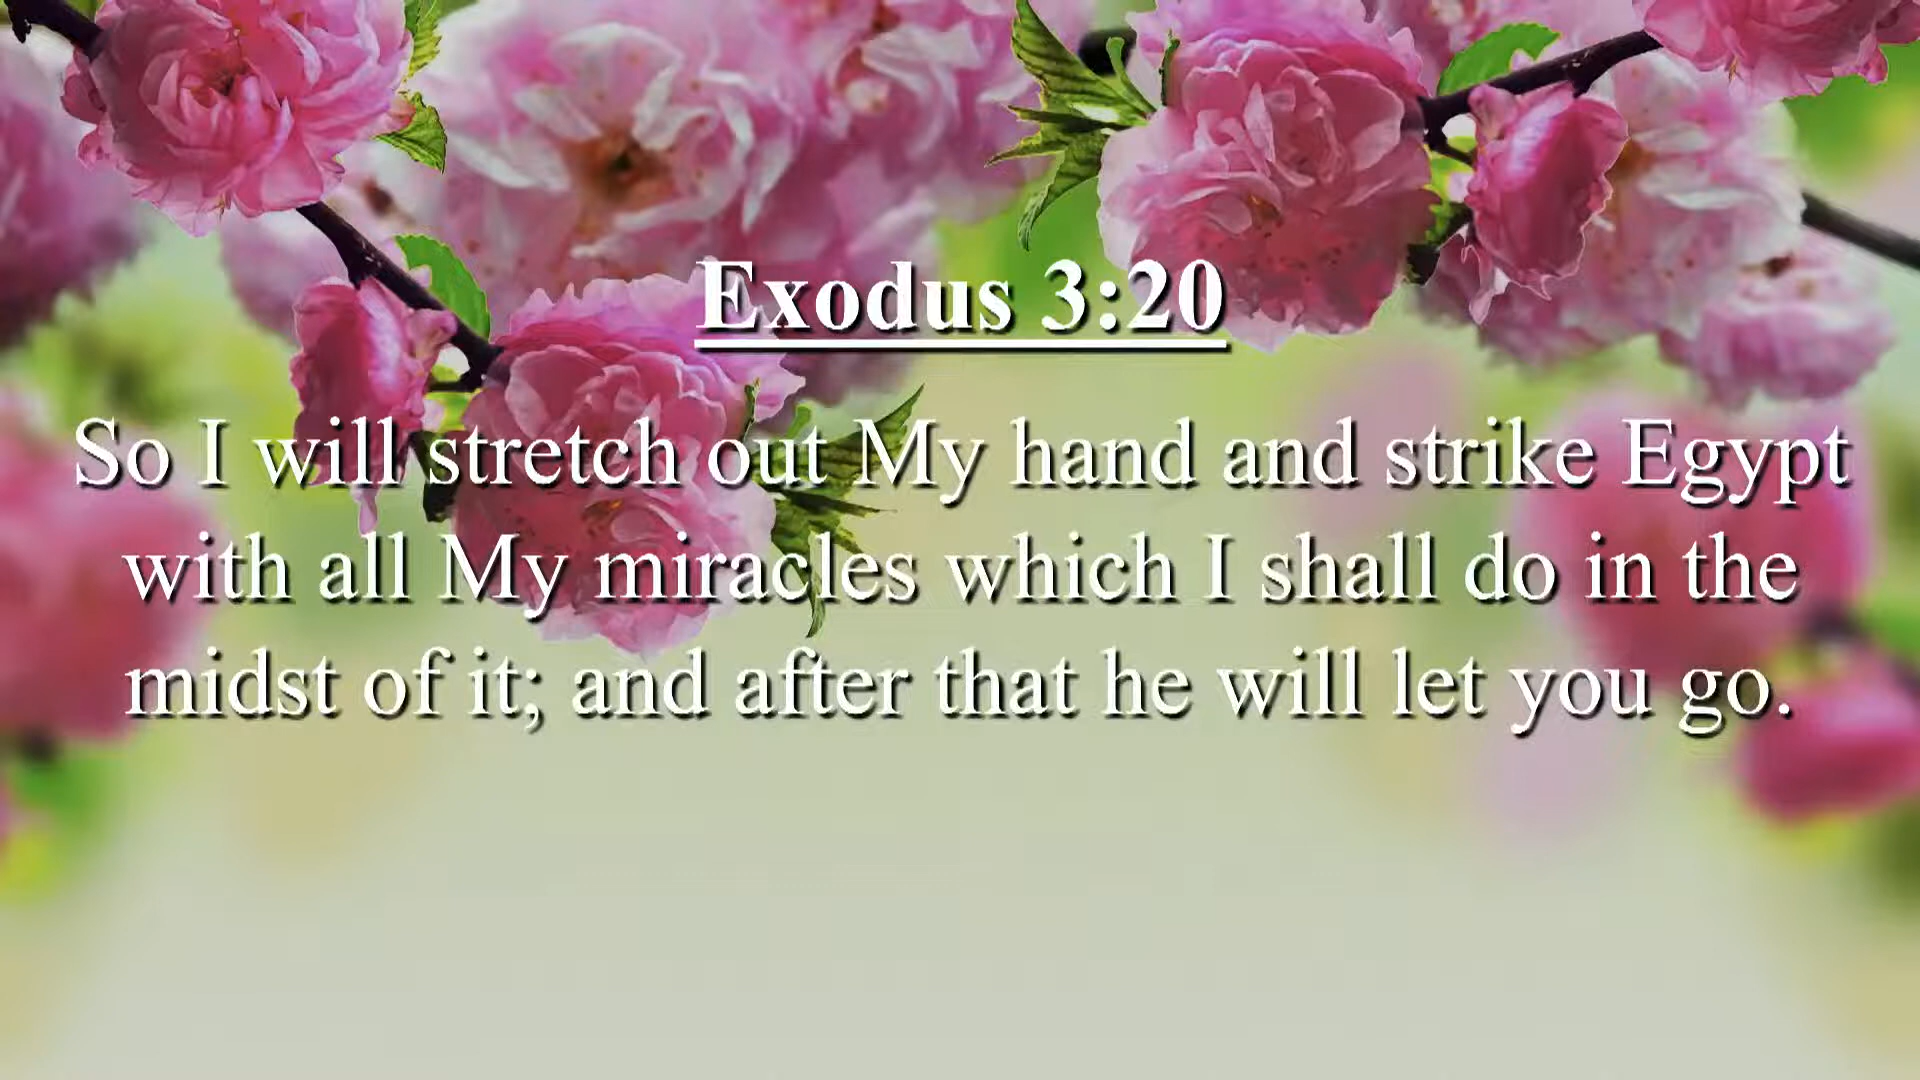 Exodus 3:20
So I will stretch out My hand and strike Egypt
with all My miracles which I shall do in the
midst of it; and after that he will let you go.